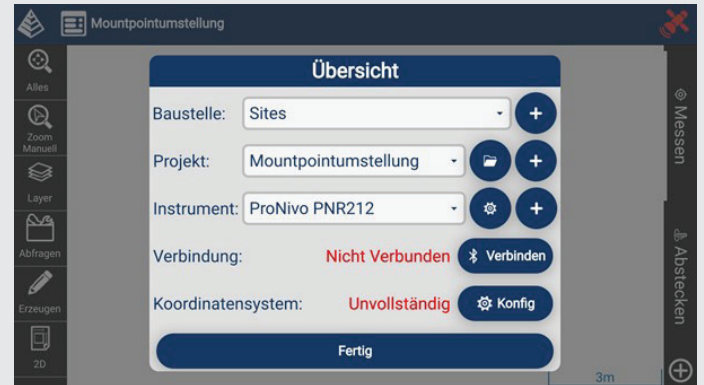 Mountpointumstellung
Alles
Zoom
Manuell
Layer
Abfragen
Erzeugen
2D
Übersicht
Baustelle: Sites
Projekt: Mountpointumstellung
Instrument: ProNivo PNR212
Verbindung: Nicht Verbunden Verbinden
Koordinatensystem: Unvollständig Konfig
Fertig
Messen
Abstecken
3m